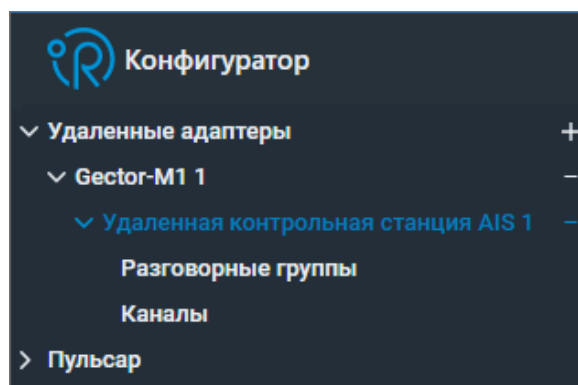 Конфигуратор
Удаленные адаптеры
Gector-M1 1
Удаленная контрольная станция AIS 1
Разговорные группы
Каналы
Пульсар